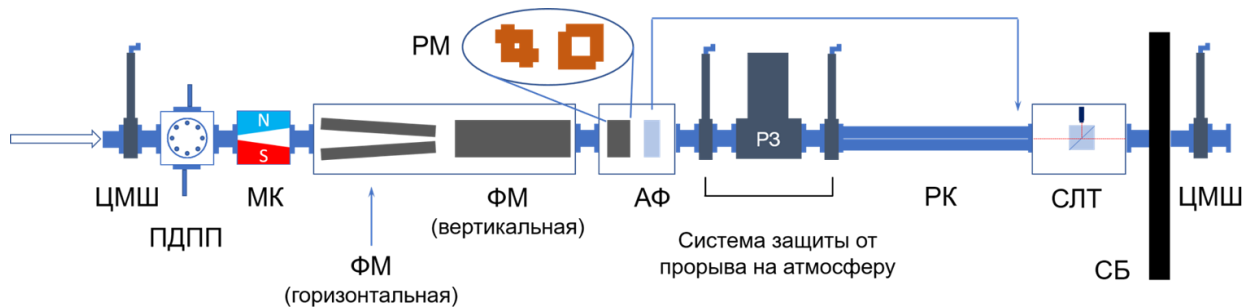 РМ
N
S
РЗ
ЦМШ
ПДПП
МК
ФМ
(горизонтальная)
ФМ
(вертикальная)
АФ
Система защиты от
прорыва на атмосферу
РК
СЛТ
СБ
ЦМШ